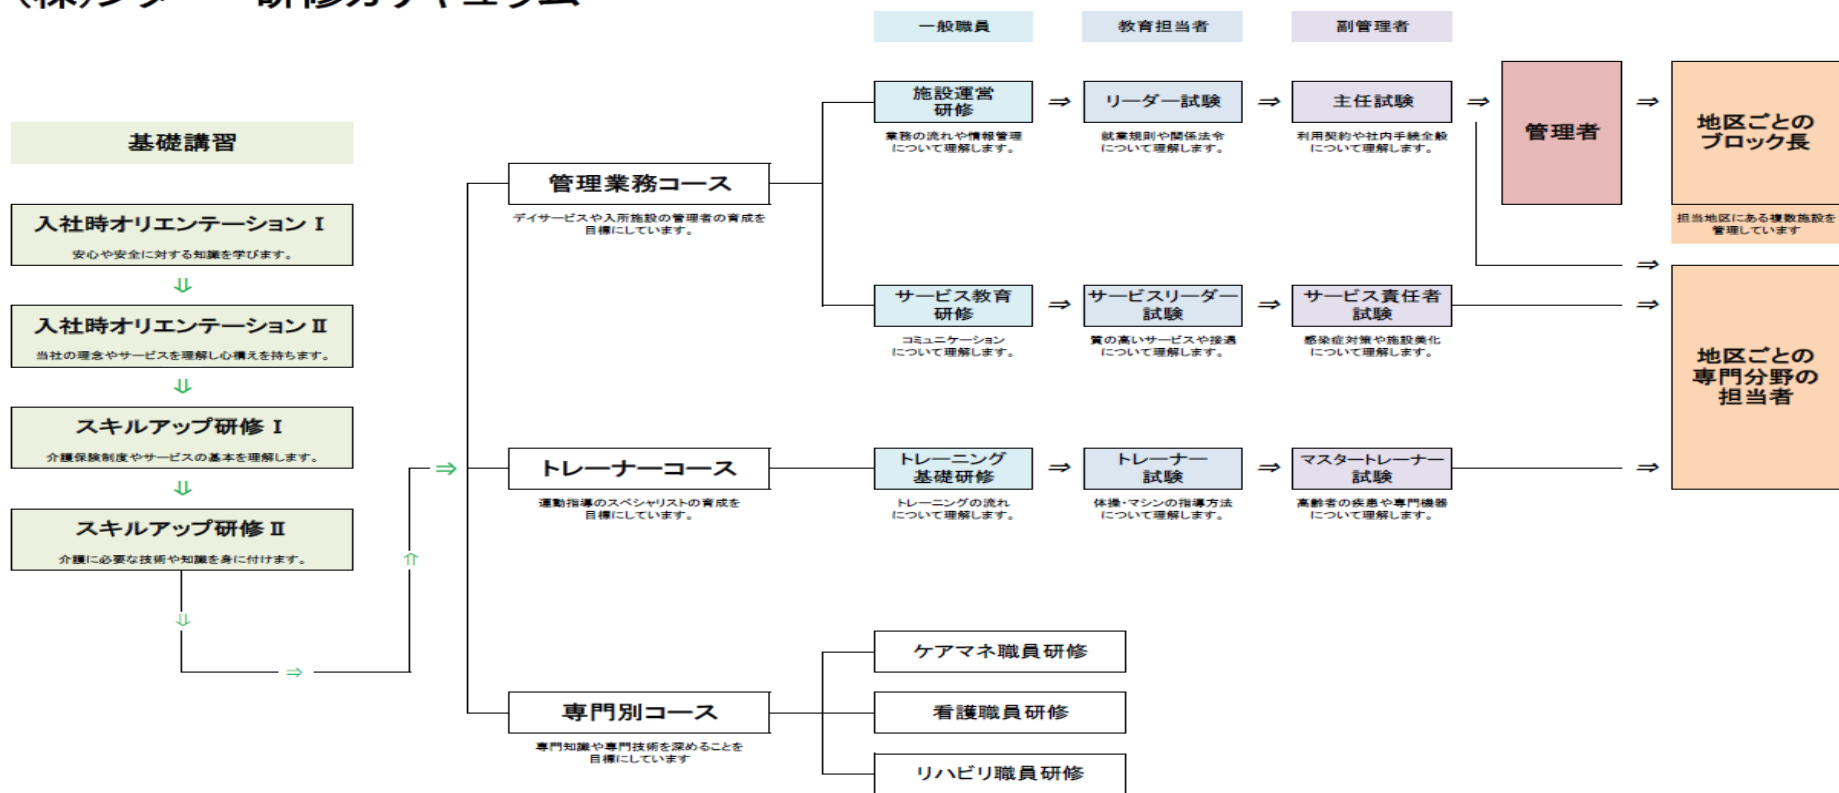 一般職員
教育担当者
副管理者
基礎講習
入社時オリエンテーション Ⅰ
安心や安全に対する知識を学びます。
⇓
入社時オリエンテーション Ⅱ
当社の理念やサービスを理解し心構えを持ちます。
⇓
スキルアップ研修 Ⅰ
介護保険制度やサービスの基本を理解します。
⇓
スキルアップ研修 Ⅱ
介護に必要な技術や知識を身に付けます。
⇓
⇒
⇑
⇒
管理業務コース
デイサービスや入所施設の管理者の育成を
目標にしています。
施設運営
研修
業務の流れや情報管理
について理解します。
⇒
リーダー試験
就業規則や関係法令
について理解します。
⇒
主任試験
利用契約や社内手続全般
について理解します。
⇒
管理者
⇒
地区ごとの
ブロック長
担当地区にある複数施設を
管理しています
サービス教育
研修
コミュニケーション
について理解します。
⇒
サービスリーダー
試験
質の高いサービスや接遇
について理解します。
⇒
サービス責任者
試験
感染症対策や施設美化
について理解します。
⇒
⇒
地区ごとの
専門分野の
担当者
トレーナーコース
運動指導のスペシャリストの育成を
目標にしています。
トレーニング
基礎研修
トレーニングの流れ
について理解します。
⇒
トレーナー
試験
体操・マシンの指導方法
について理解します。
⇒
マスタートレーナー
試験
高齢者の疾患や専門機器
について理解します。
⇒
専門別コース
専門知識や専門技術を深めることを
目標にしています
ケアマネ職員研修
看護職員研修
リハビリ職員研修